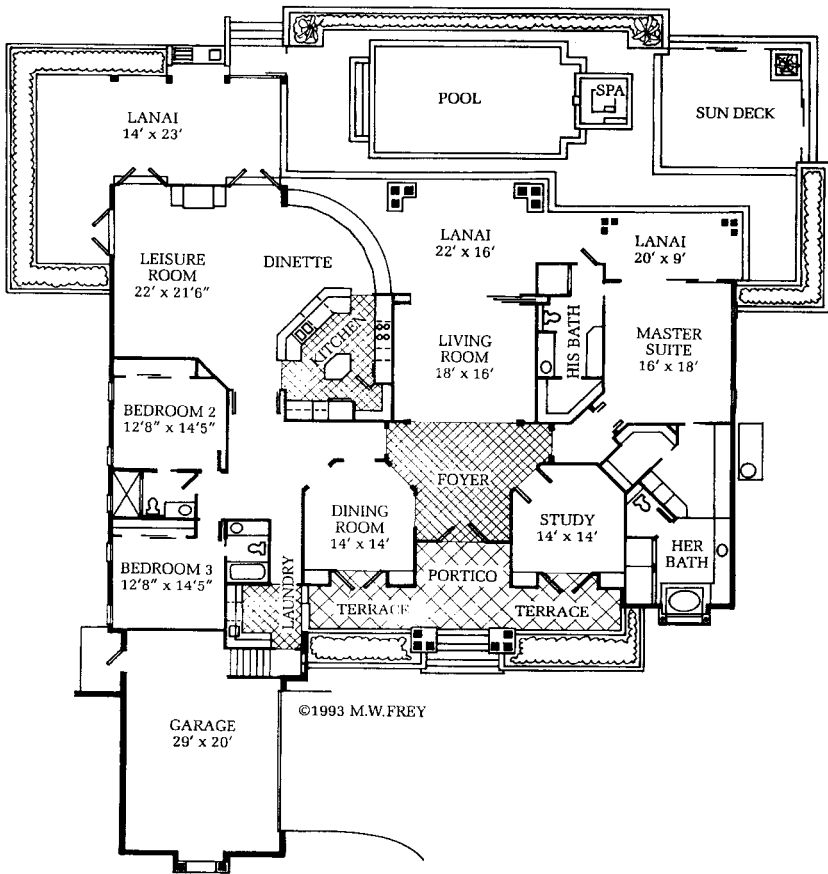 POOL
SPA
SUN DECK
LANAI
14' x 23'
LANAI
22' x 16'
LANAI
20' x 9'
LEISURE
ROOM
22' x 21'6"
DINETTE
KITCHEN
LIVING
ROOM
18' x 16'
HIS BATH
MASTER
SUITE
16' x 18'
BEDROOM 2
12'8" x 14'5"
FOYER
DINING
ROOM
14' x 14'
STUDY
14' x 14'
HER
BATH
BEDROOM 3
12'8" x 14'5"
LAUNDRY
PORTICO
TERRACE
TERRACE
©1993 M.W.FREY
GARAGE
29' x 20'